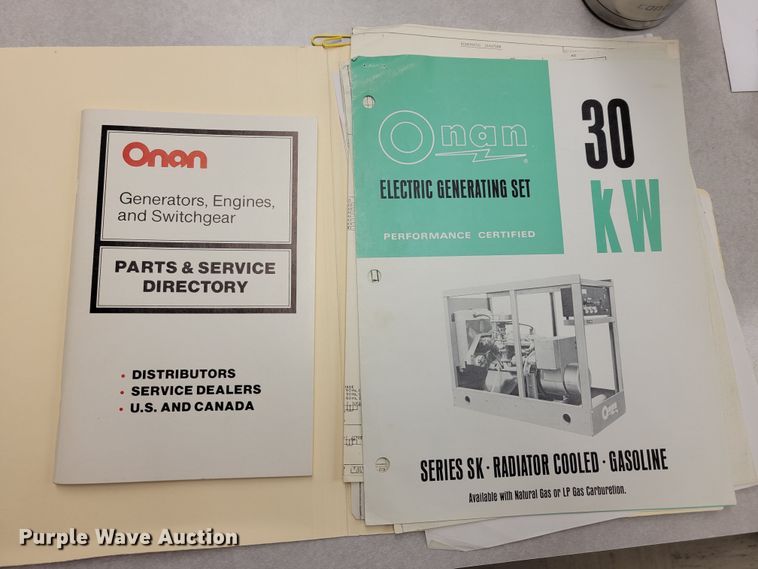 Onan
Generators, Engines,
and Switchgear
PARTS & SERVICE
DIRECTORY
• DISTRIBUTORS
• SERVICE DEALERS
• U.S. AND CANADA
Onan
ELECTRIC GENERATING SET
PERFORMANCE CERTIFIED
30
kW
Onan
SERIES SK · RADIATOR COOLED · GASOLINE
Available with Natural Gas or LP Gas Carburetion.
Purple Wave Auction